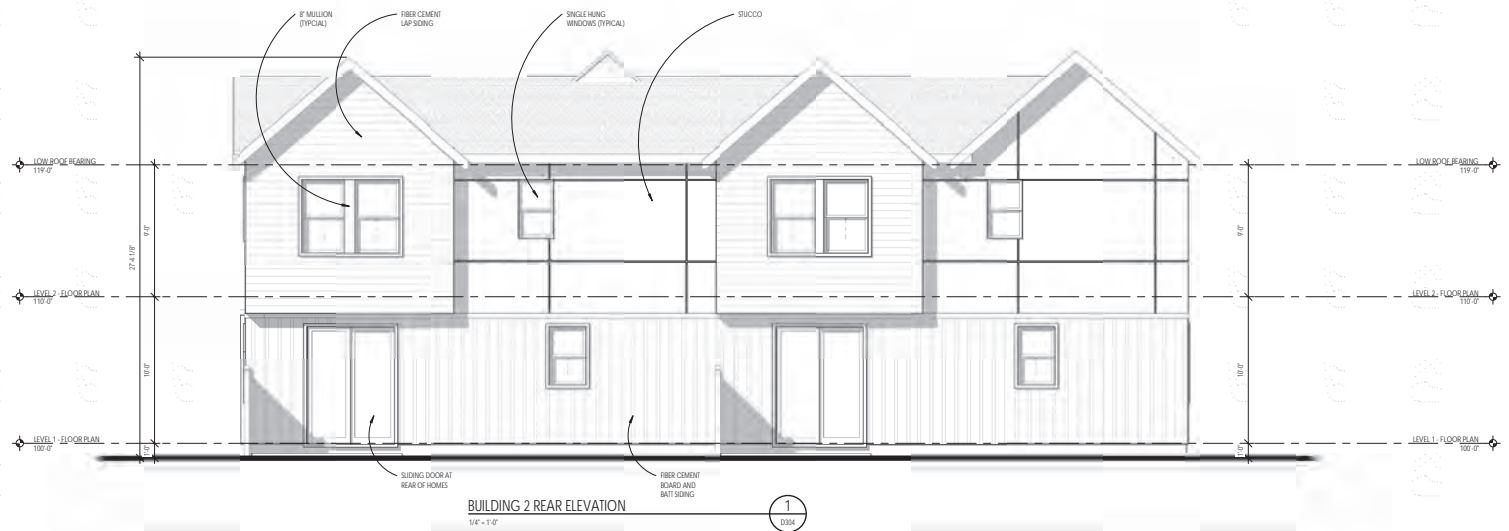 8" MULLION
(TYPCIAL)
FIBER CEMENT
LAP SIDING
SINGLE HUNG
WINDOWS (TYPICAL)
STUCCO
LOW ROOF BEARING
119'-0"
LOW ROOF BEARING
119'-0"
9'-0"
27'-4 1/8"
9'-0"
LEVEL 2 - FLOOR PLAN
110'-0"
LEVEL 2 - FLOOR PLAN
110'-0"
10'-0"
10'-0"
LEVEL 1 - FLOOR PLAN
100'-0"
LEVEL 1 - FLOOR PLAN
100'-0"
1'-0"
1'-0"
SLIDING DOOR AT
REAR OF HOMES
FIBER CEMENT
BOARD AND
BATT SIDING
BUILDING 2 REAR ELEVATION
1/4" = 1'-0"
1
D304